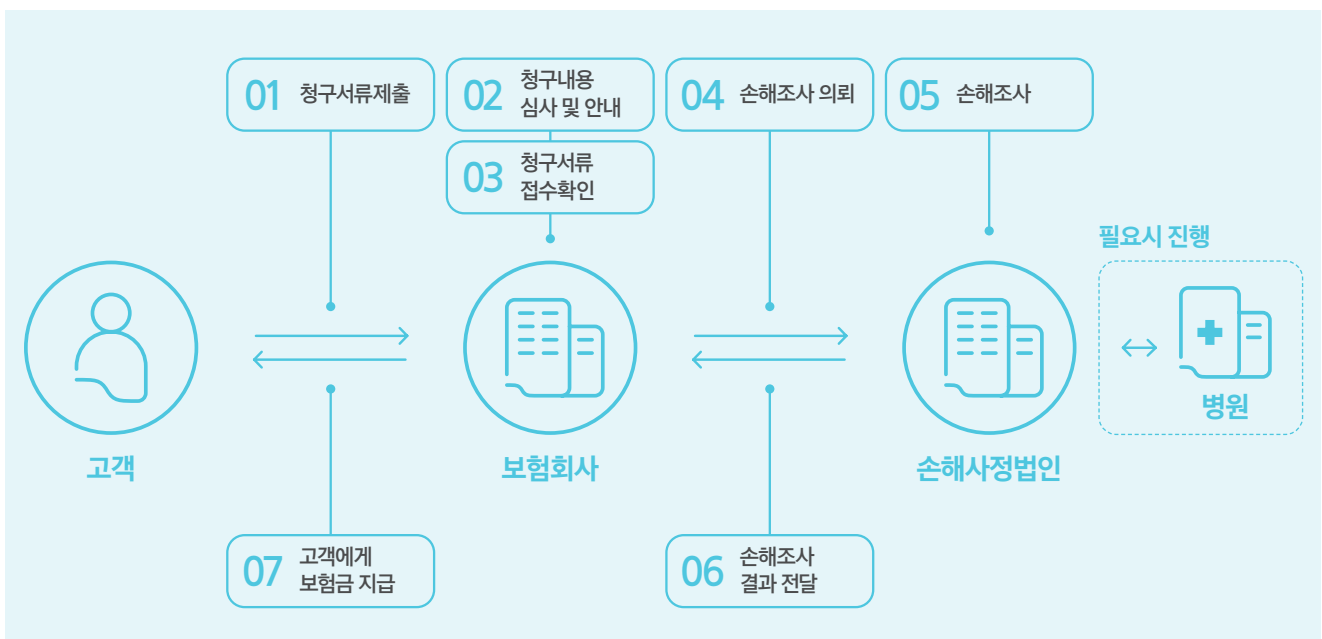 01 청구서류제출
02 청구내용
심사 및 안내
03 청구서류
접수확인
04 손해조사 의뢰
05 손해조사
필요시 진행
병원
고객
보험회사
손해사정법인
07 고객에게
보험금 지급
06 손해조사
결과 전달